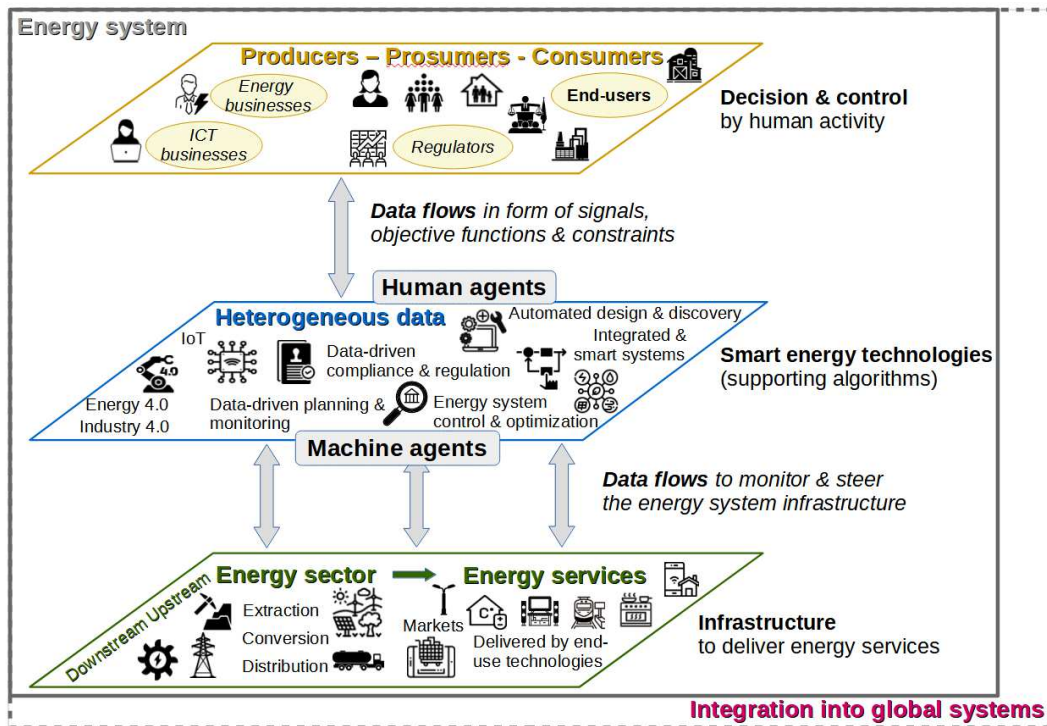 Energy system
Producers – Prosumers - Consumers
Energy
businesses
End-users
ICT
businesses
Regulators
Decision & control
by human activity
Data flows in form of signals,
objective functions & constraints
Human agents
Heterogeneous data
Automated design & discovery
IoT
Integrated &
smart systems
Data-driven
compliance & regulation
4.0
Energy 4.0
Industry 4.0
Data-driven planning &
monitoring
Energy system
control & optimization
Smart energy technologies
(supporting algorithms)
Machine agents
Data flows to monitor & steer
the energy system infrastructure
Downstream Upstream
Energy sector
Energy services
Extraction
Conversion
Distribution
Markets
C°
Delivered by end-
use technologies
Infrastructure
to deliver energy services
Integration into global systems